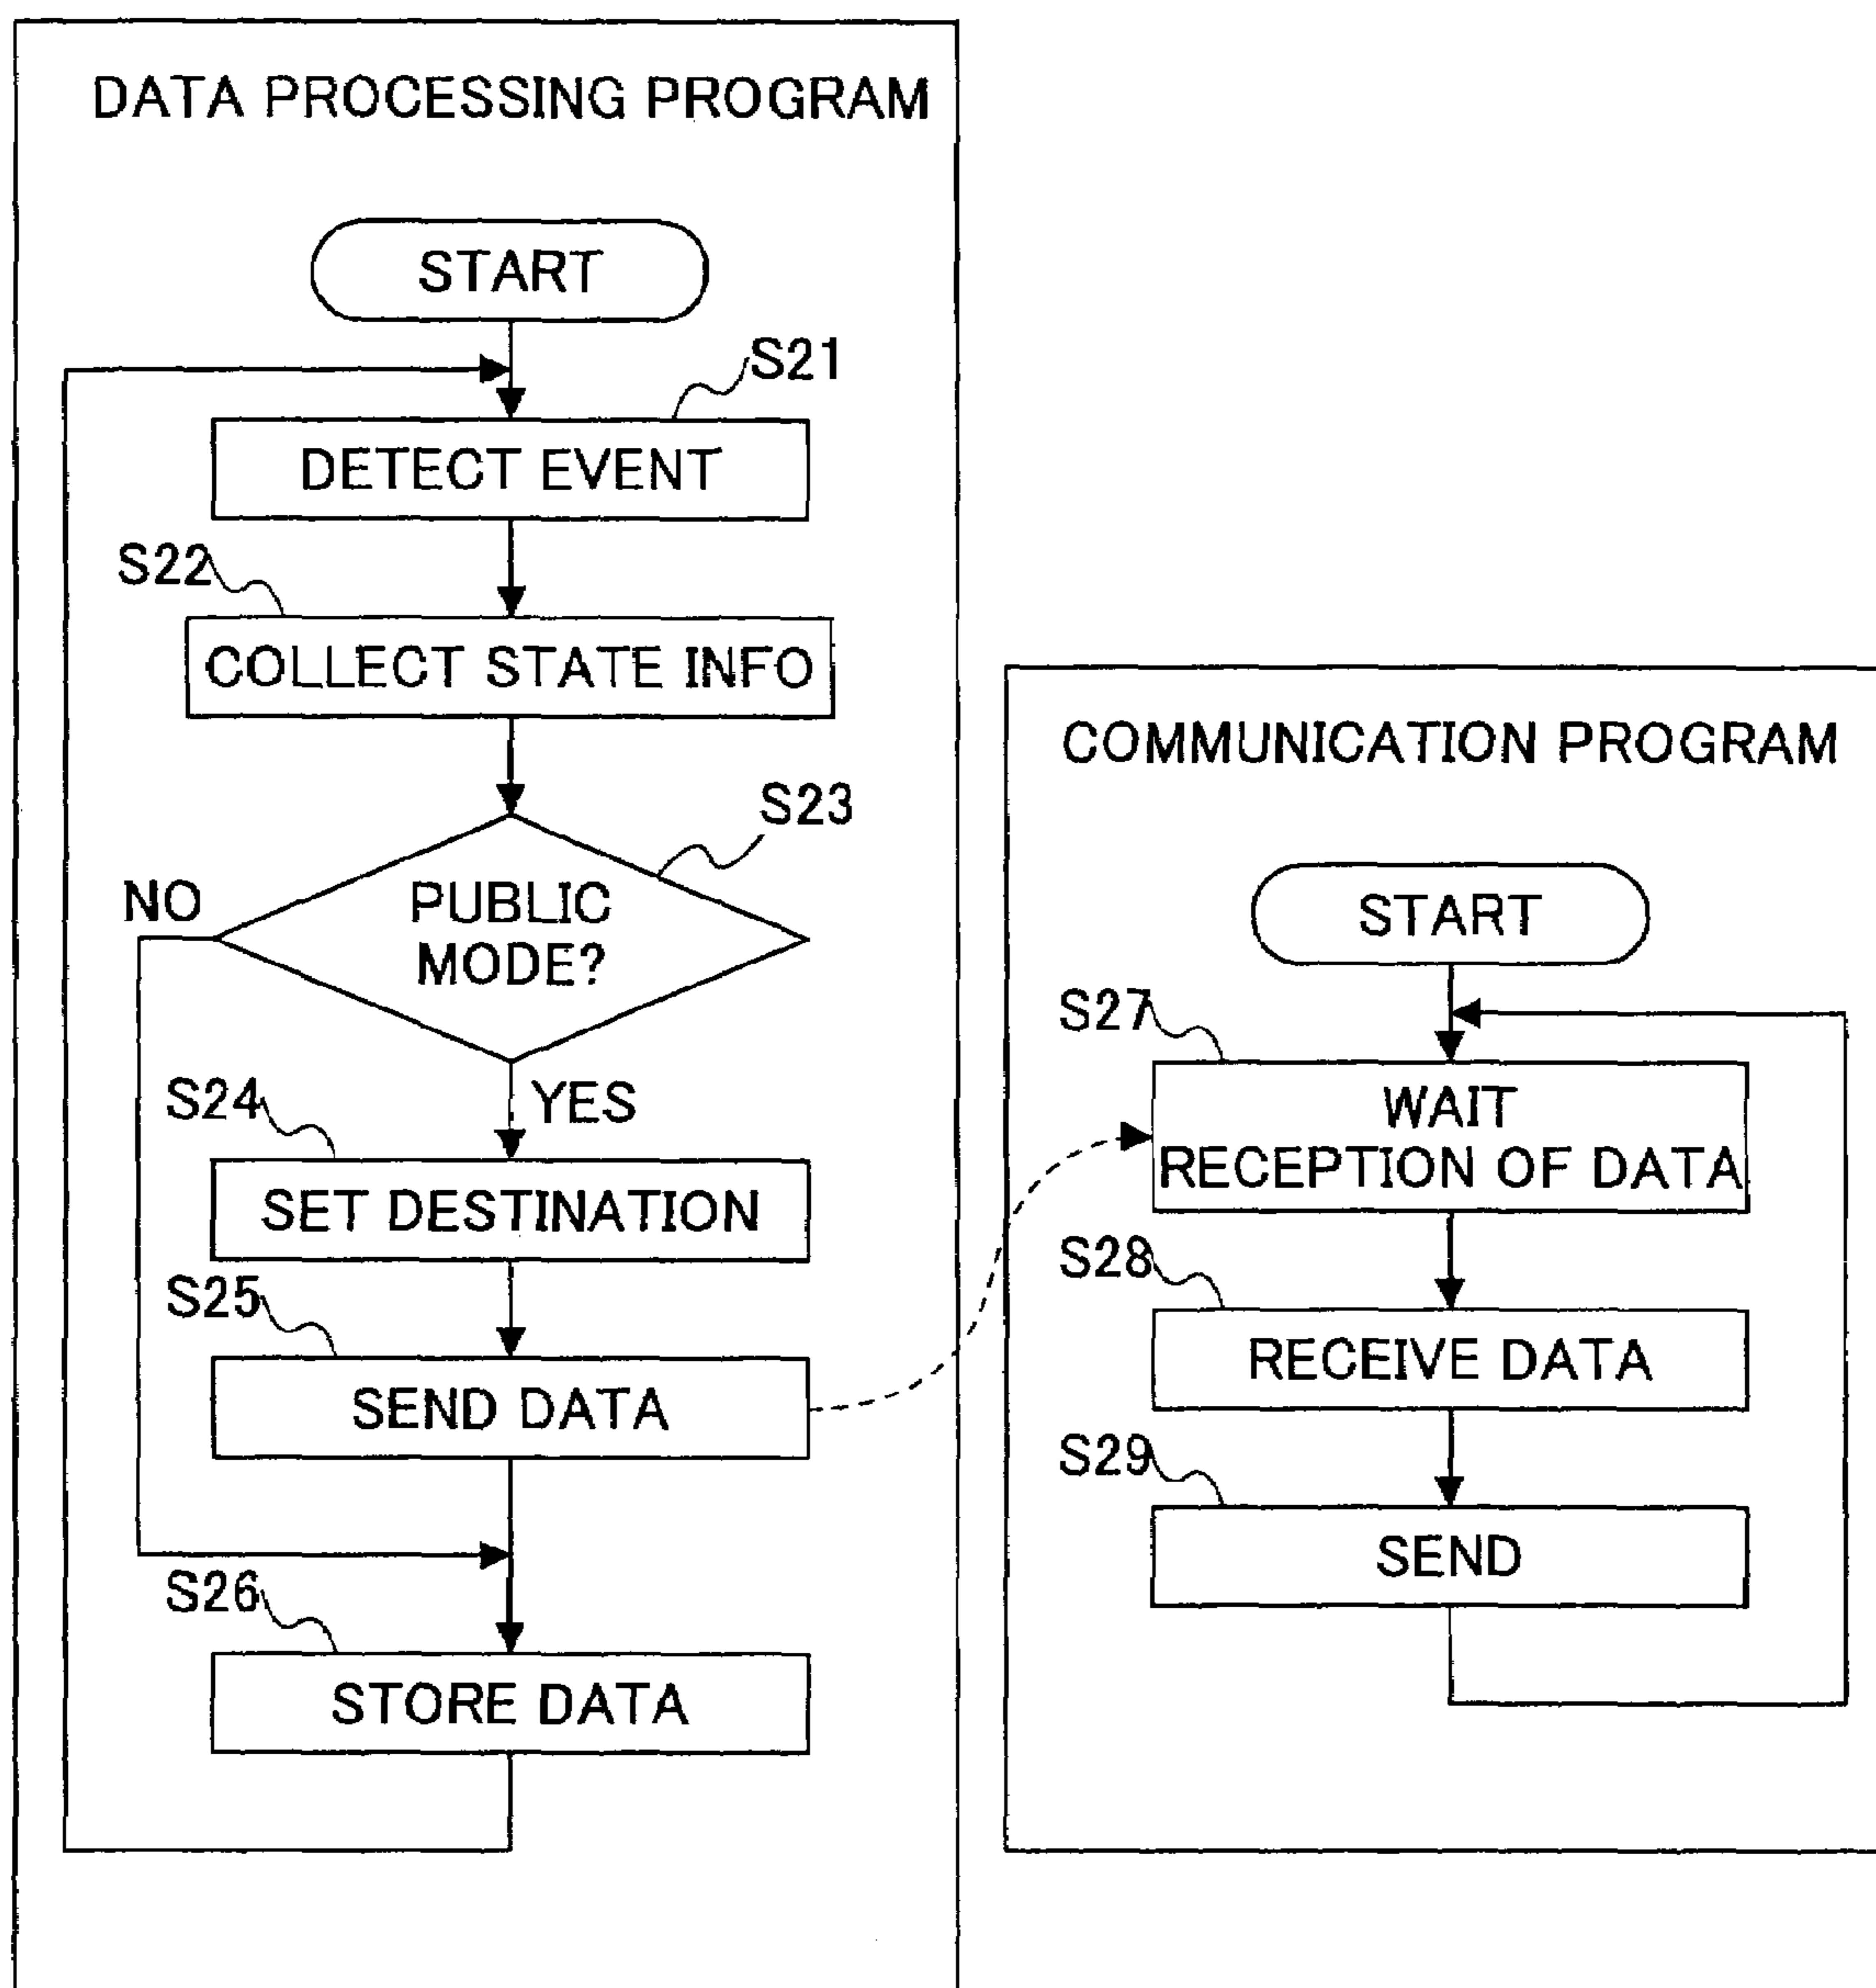 DATA PROCESSING PROGRAM
START
S21
DETECT EVENT
S22
COLLECT STATE INFO
S23
NO
PUBLIC
MODE?
YES
S24
SET DESTINATION
S25
SEND DATA
S26
STORE DATA
COMMUNICATION PROGRAM
START
S27
WAIT
RECEPTION OF DATA
S28
RECEIVE DATA
S29
SEND